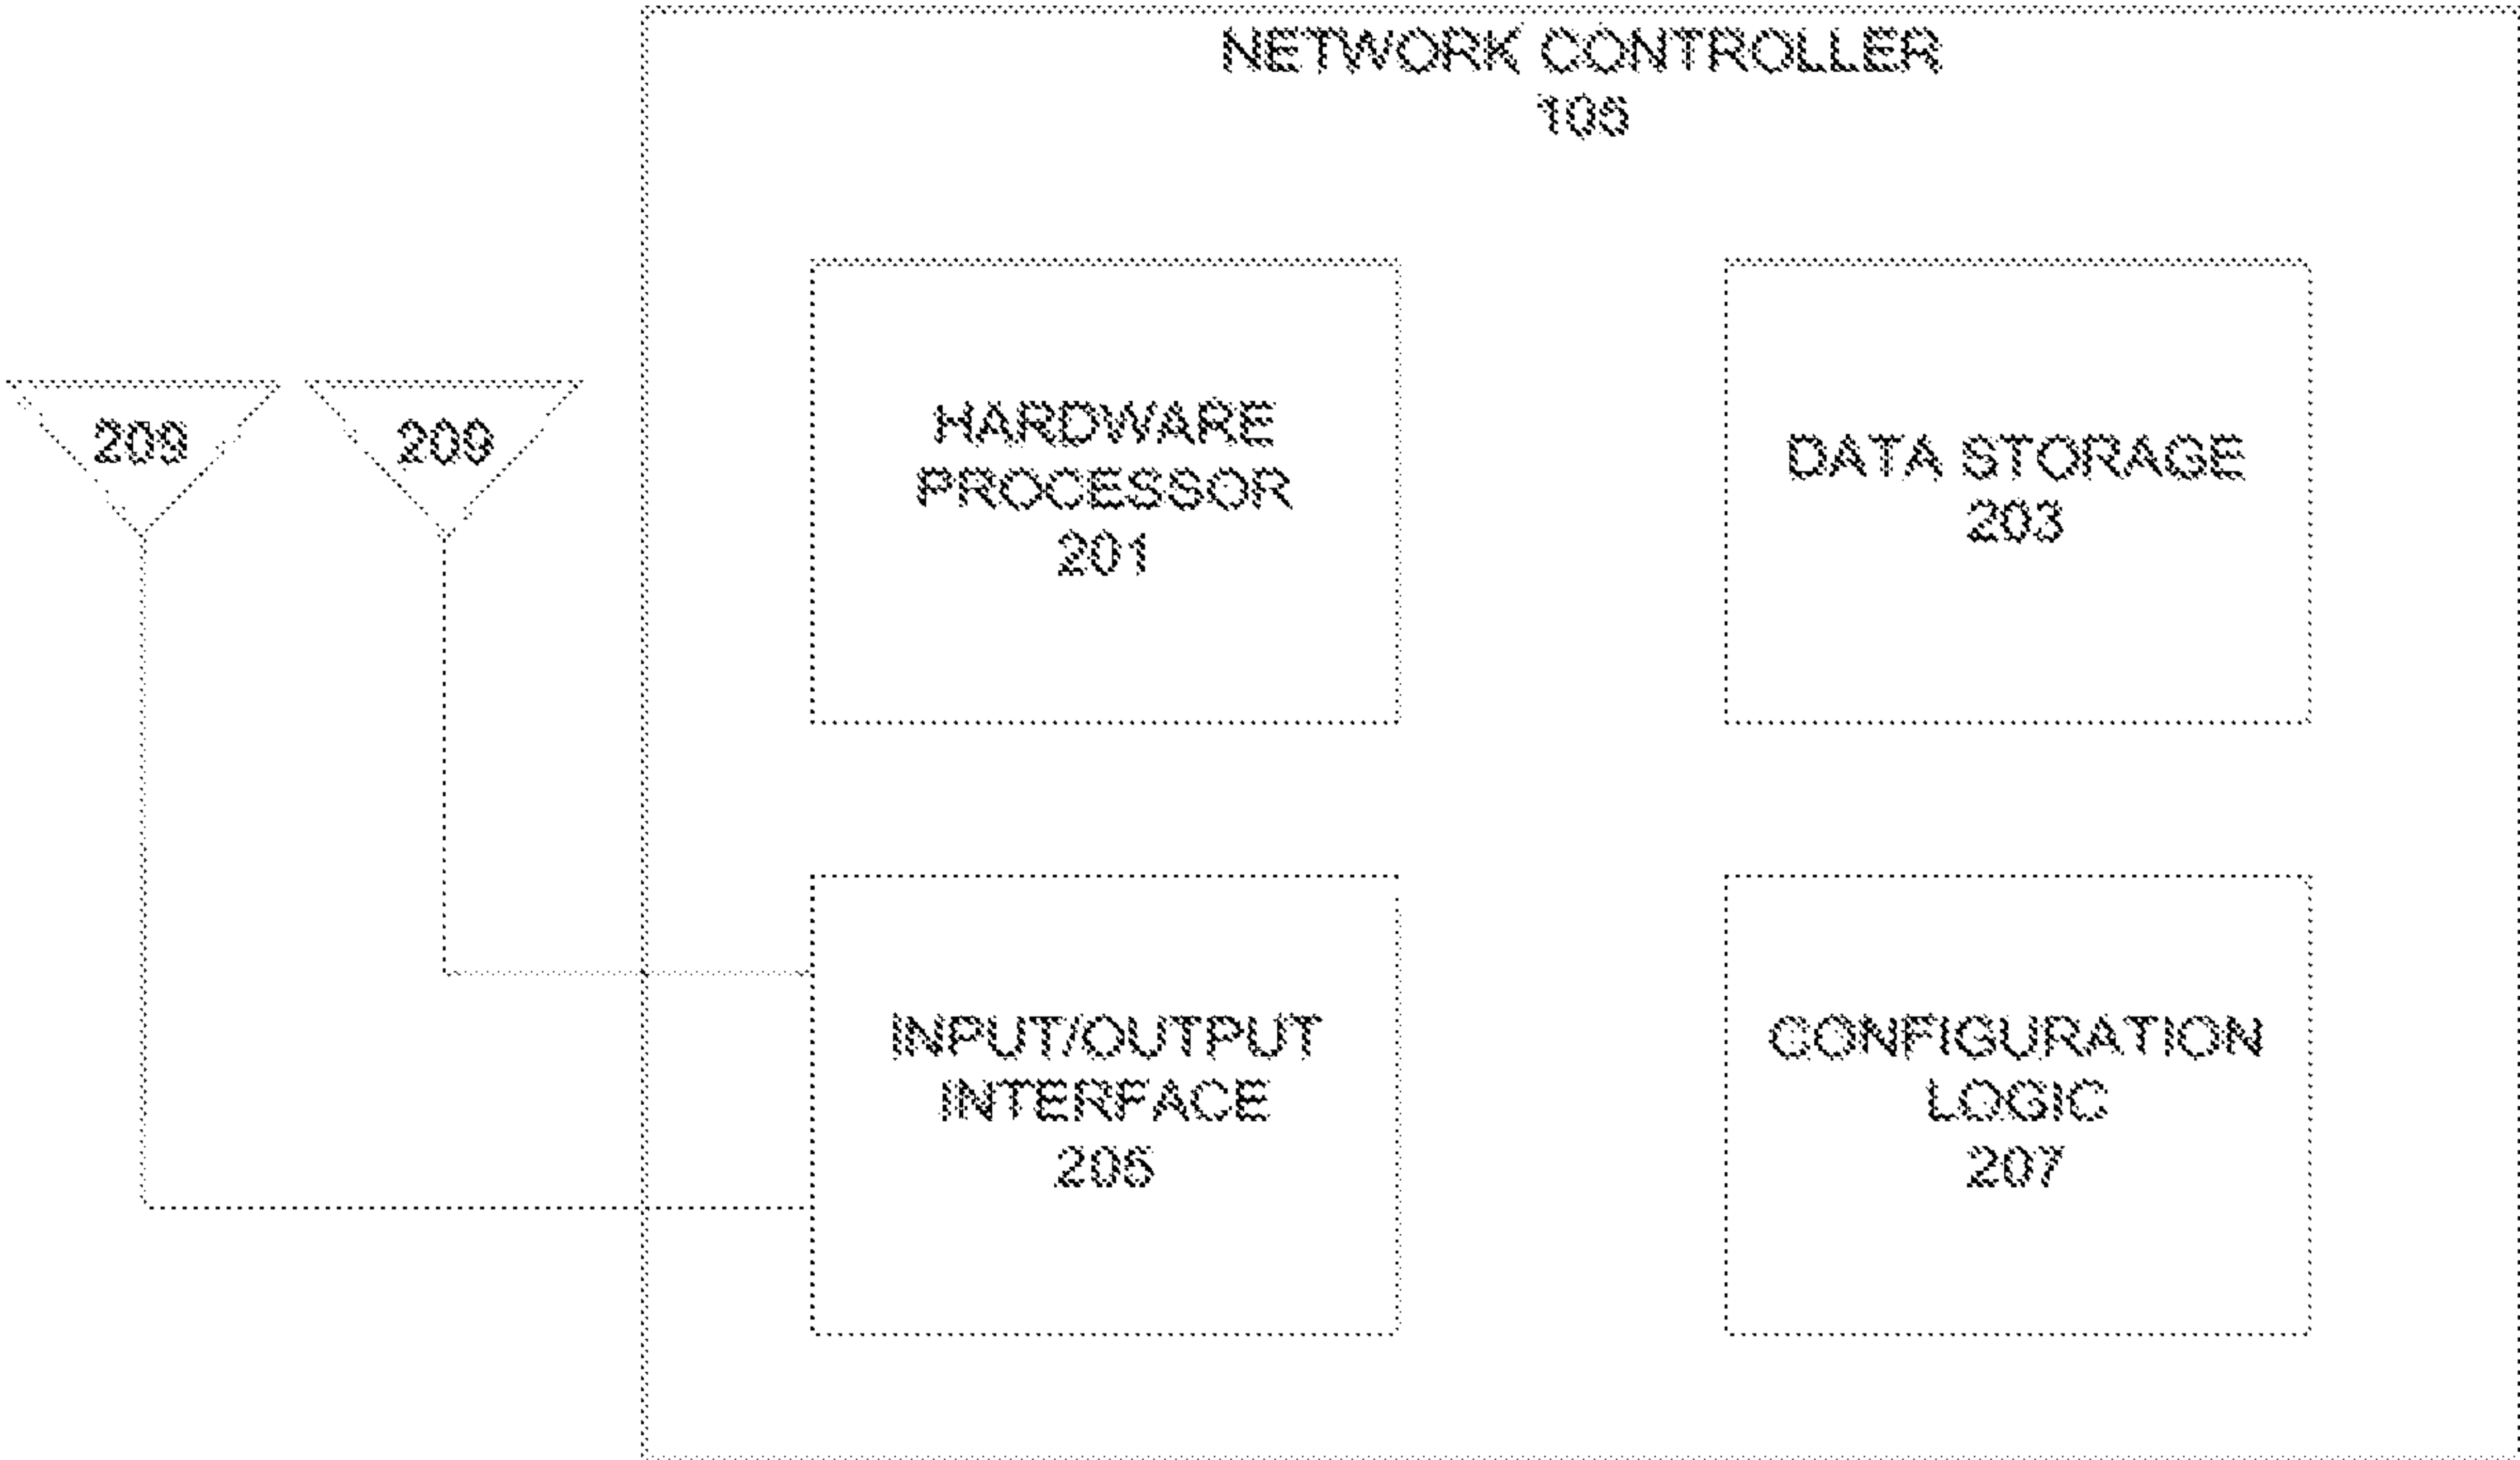 NETWORK CONTROLLER
105
209
209
HARDWARE
PROCESSOR
201
DATA STORAGE
203
INPUT/OUTPUT
INTERFACE
205
CONFIGURATION
LOGIC
207